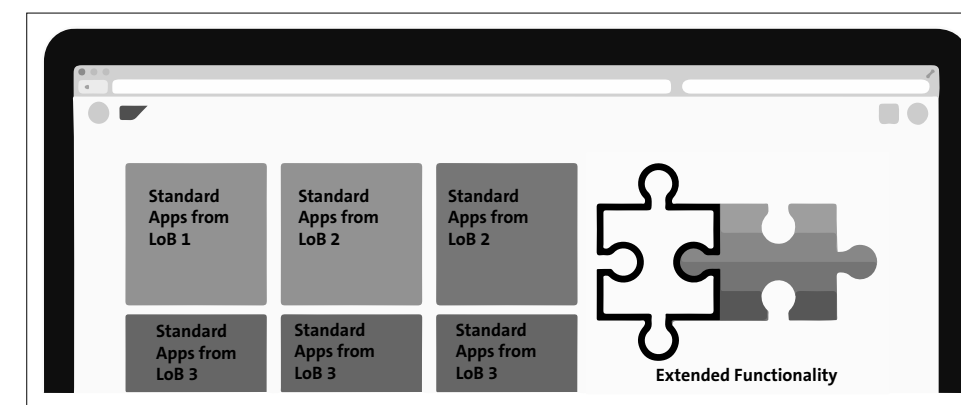 Standard
Apps from
LoB 1
Standard
Apps from
LoB 2
Standard
Apps from
LoB 2
Standard
Apps from
LoB 3
Standard
Apps from
LoB 3
Standard
Apps from
LoB 3
Extended Functionality